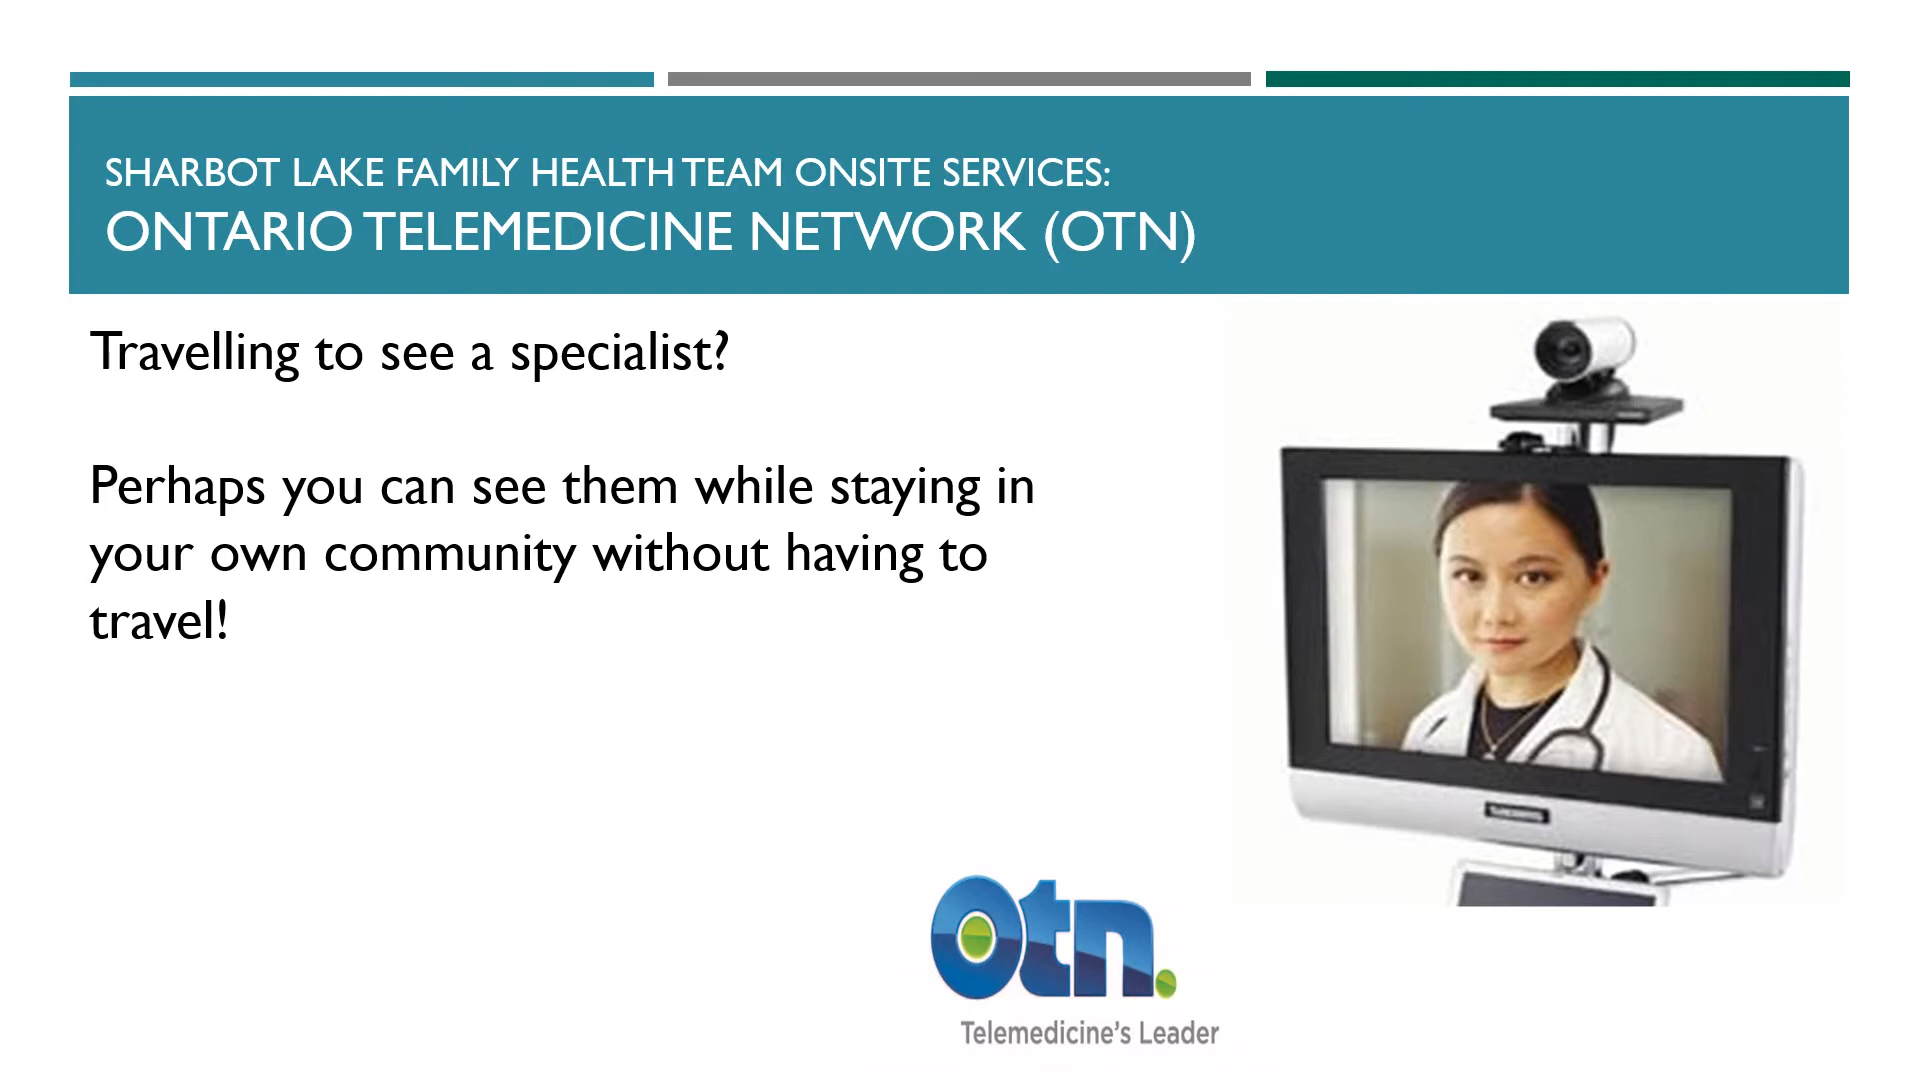 SHARBOT LAKE FAMILY HEALTH TEAM ONSITE SERVICES:
ONTARIO TELEMEDICINE NETWORK (OTN)
Travelling to see a specialist?
Perhaps you can see them while staying in
your own community without having to
travel!
otn.
Telemedicine's Leader